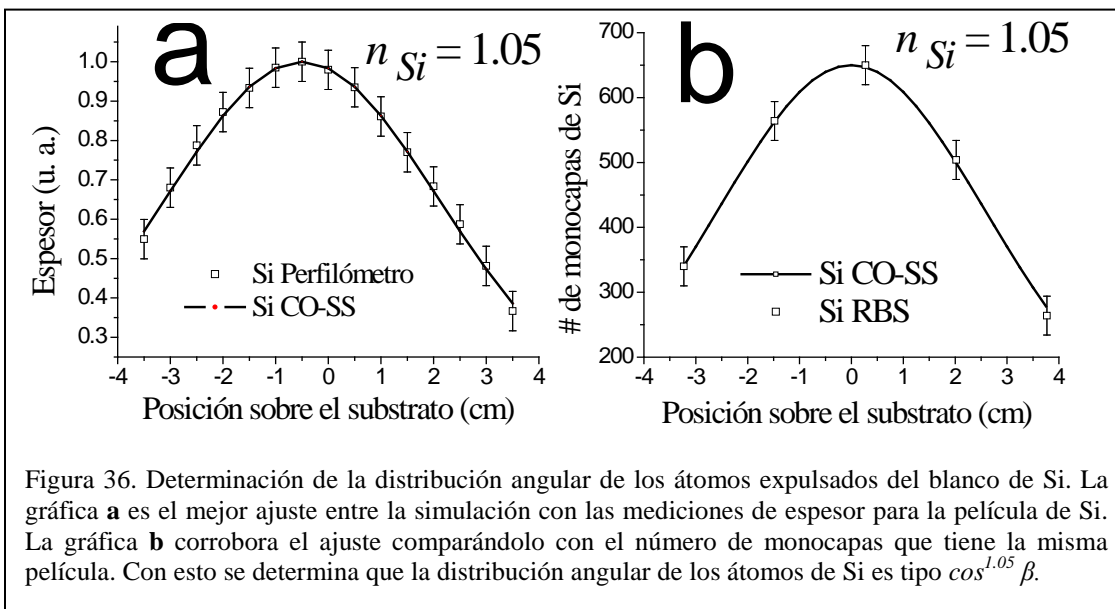 a
n Si = 1.05
Espesor (u. a.)
1.0
0.9
0.8
0.7
0.6
0.5
0.4
0.3
Si Perfilómetro
Si CO-SS
-4 -3 -2 -1 0 1 2 3 4
Posición sobre el substrato (cm)
b
n Si = 1.05
# de monocapas de Si
700
600
500
400
300
200
Si CO-SS
Si RBS
-4 -3 -2 -1 0 1 2 3 4
Posición sobre el substrato (cm)
Figura 36. Determinación de la distribución angular de los átomos expulsados del blanco de Si. La
gráfica a es el mejor ajuste entre la simulación con las mediciones de espesor para la película de Si.
La gráfica b corrobora el ajuste comparándolo con el número de monocapas que tiene la misma
película. Con esto se determina que la distribución angular de los átomos de Si es tipo cos^1.05 β.